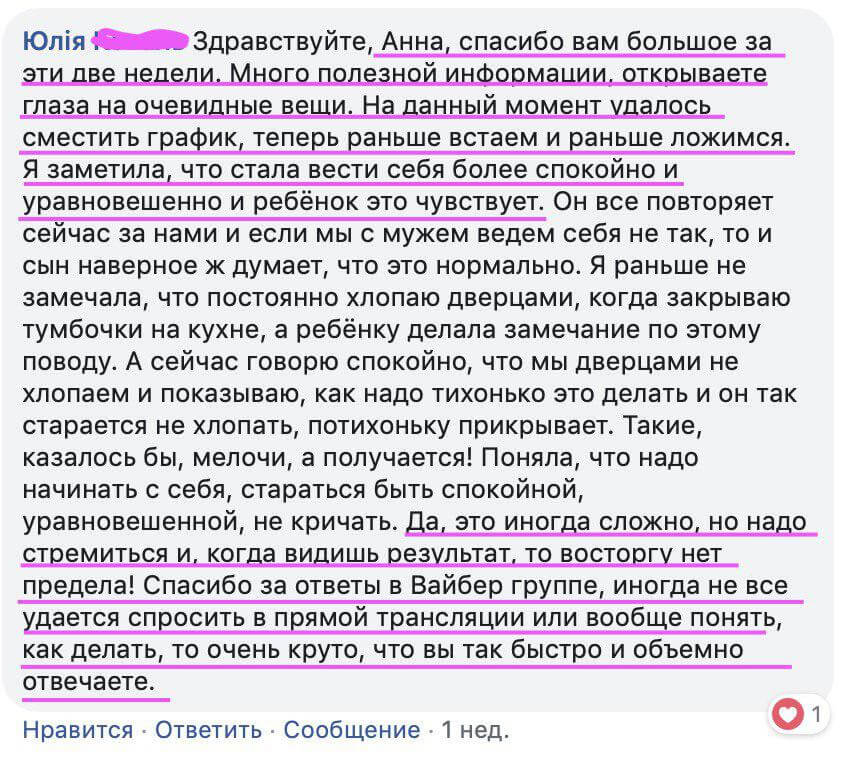 Юлія Здравствуйте, Анна, спасибо вам большое за
эти две недели. Много полезной информации, открываете
глаза на очевидные вещи. На данный момент удалось
сместить график, теперь раньше встаем и раньше ложимся.
Я заметила, что стала вести себя более спокойно и
уравновешенно и ребёнок это чувствует. Он все повторяет
сейчас за нами и если мы с мужем ведем себя не так, то и
сын наверное ж думает, что это нормально. Я раньше не
замечала, что постоянно хлопаю дверцами, когда закрываю
тумбочки на кухне, а ребёнку делала замечание по этому
поводу. А сейчас говорю спокойно, что мы дверцами не
хлопаем и показываю, как надо тихонько это делать и он так
старается не хлопать, потихоньку прикрывает. Такие,
казалось бы, мелочи, а получается! Поняла, что надо
начинать с себя, стараться быть спокойной,
уравновешенной, не кричать. Да, это иногда сложно, но надо
стремиться и, когда видишь результат, то восторгу нет
предела! Спасибо за ответы в Вайбер группе, иногда не все
удается спросить в прямой трансляции или вообще понять,
как делать, то очень круто, что вы так быстро и объемно
отвечаете.
1
Нравится · Ответить · Сообщение · 1 нед.